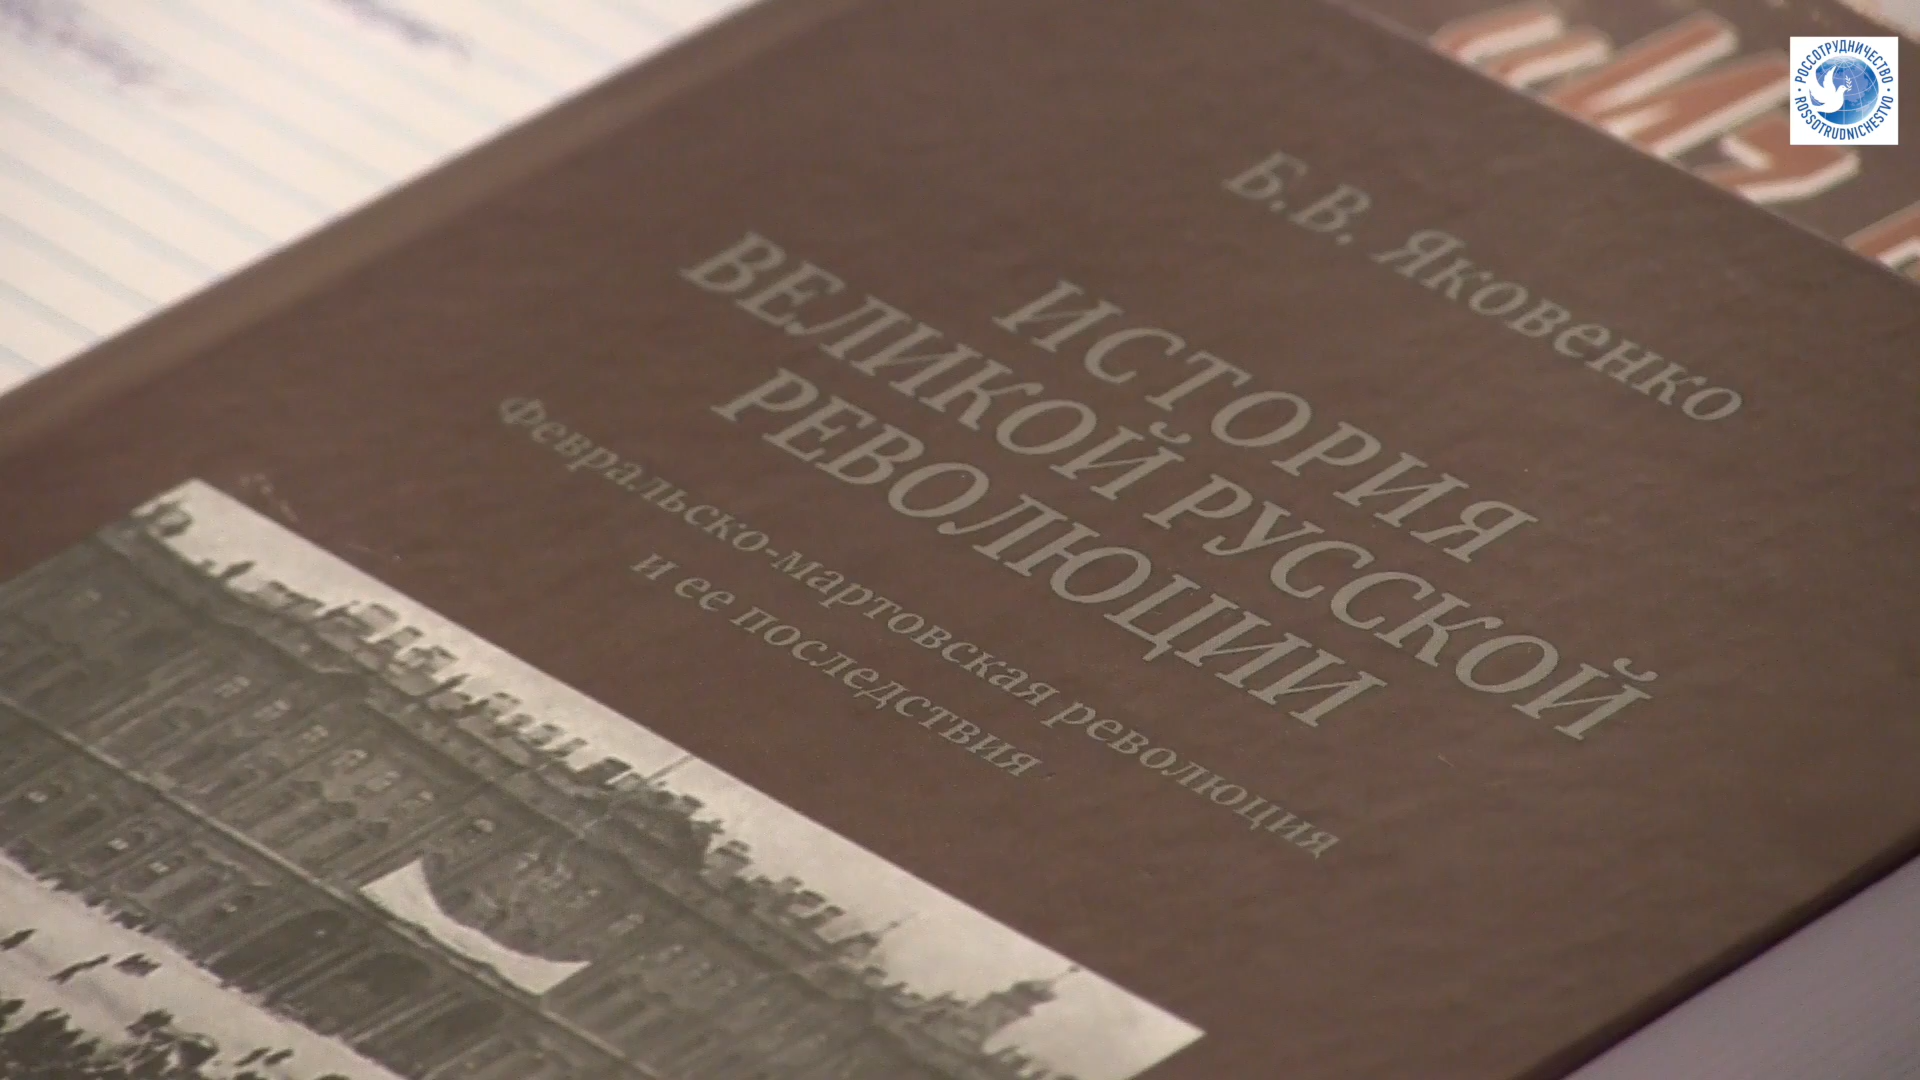 Б.В. Яковенко
ИСТОРИЯ
ВЕЛИКОЙ РУССКОЙ
РЕВОЛЮЦИИ
Февральско-мартовская революция
и ее последствия
РОССОТРУДНИЧЕСТВО
ROSSOTRUDNICHESTVO